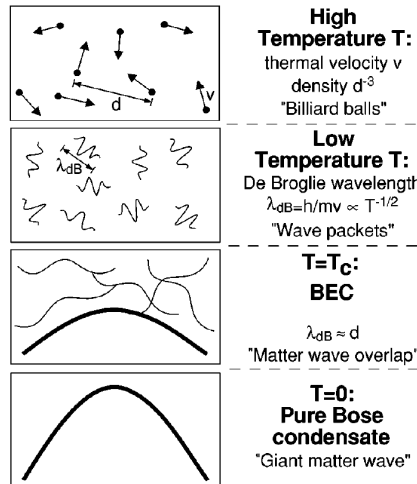 High
Temperature T:
thermal velocity v
density d⁻³
"Billiard balls"
d
v
Low
Temperature T:
De Broglie wavelength
λdB=h/mv ∝ T⁻¹/²
"Wave packets"
λdB
T=Tc:
BEC
λdB ≈ d
"Matter wave overlap"
T=0:
Pure Bose
condensate
"Giant matter wave"